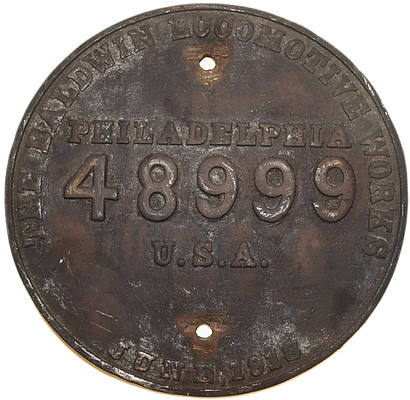 THE BALDWIN LOCOMOTIVE WORKS
PHILADELPHIA
48999
U.S.A.
JUNE, 1918